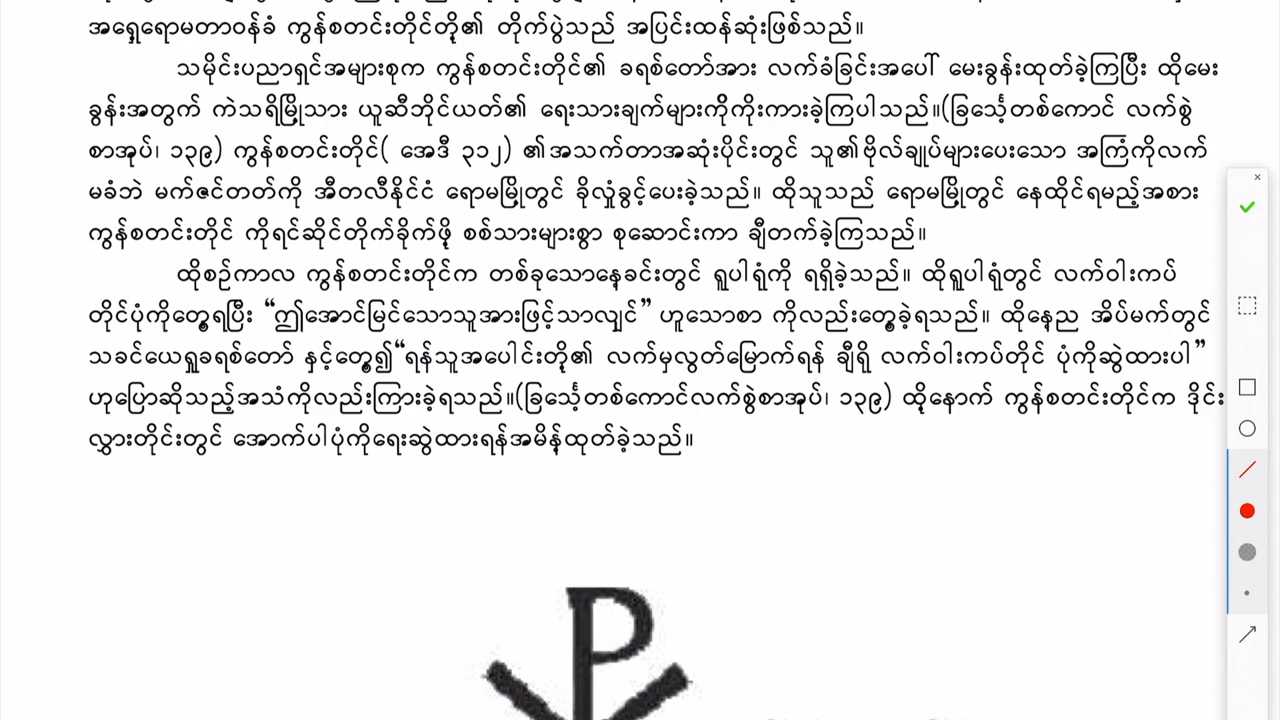 အရှေ့ရောမတာဝန်ခံ ကွန်စတင်းတိုင်တို့၏ တိုက်ပွဲသည် အပြင်းထန်ဆုံးဖြစ်သည်။
သမိုင်းပညာရှင်အများစုက ကွန်စတင်းတိုင်၏ ခရစ်တော်အား လက်ခံခြင်းအပေါ် မေးခွန်းထုတ်ခဲ့ကြပြီး ထိုမေး
ခွန်းအတွက် ကဲသရိမြို့သား ယူဆီဘိုင်ယတ်၏ ရေးသားချက်များကိုကိုးကားခဲ့ကြပါသည်။(ခြင်္သေ့တစ်ကောင် လက်စွဲ
စာအုပ်၊ ၁၃၉) ကွန်စတင်းတိုင်( အေဒီ ၃၁၂) ၏အသက်တာအဆုံးပိုင်းတွင် သူ၏ဗိုလ်ချုပ်များပေးသော အကြံကိုလက်
မခံဘဲ မက်ဇင်တတ်ကို အီတလီနိုင်ငံ ရောမမြို့တွင် ခိုလှုံခွင့်ပေးခဲ့သည်။ ထိုသူသည် ရောမမြို့တွင် နေထိုင်ရမည့်အစား
ကွန်စတင်းတိုင် ကိုရင်ဆိုင်တိုက်ခိုက်ဖို့ စစ်သားများစွာ စုဆောင်းကာ ချီတက်ခဲ့ကြသည်။
ထိုစဉ်ကာလ ကွန်စတင်းတိုင်က တစ်ခုသောနေ့ခင်းတွင် ရူပါရုံကို ရရှိခဲ့သည်။ ထိုရူပါရုံတွင် လက်ဝါးကပ်
တိုင်ပုံကိုတွေ့ရပြီး “ဤအောင်မြင်သောသူအားဖြင့်သာလျင်” ဟူသောစာ ကိုလည်းတွေ့ခဲ့ရသည်။ ထိုနေ့ည အိပ်မက်တွင်
သခင်ယေရှုခရစ်တော် နှင့်တွေ့၍“ရန်သူအပေါင်းတို့၏ လက်မှလွတ်မြောက်ရန် ချီရှို လက်ဝါးကပ်တိုင် ပုံကိုဆွဲထားပါ”
ဟုပြောဆိုသည့်အသံကိုလည်းကြားခဲ့ရသည်။(ခြင်္သေ့တစ်ကောင်လက်စွဲစာအုပ်၊ ၁၃၉) ထို့နောက် ကွန်စတင်းတိုင်က ဒိုင်း
လွှားတိုင်းတွင် အောက်ပါပုံကိုရေးဆွဲထားရန်အမိန့်ထုတ်ခဲ့သည်။